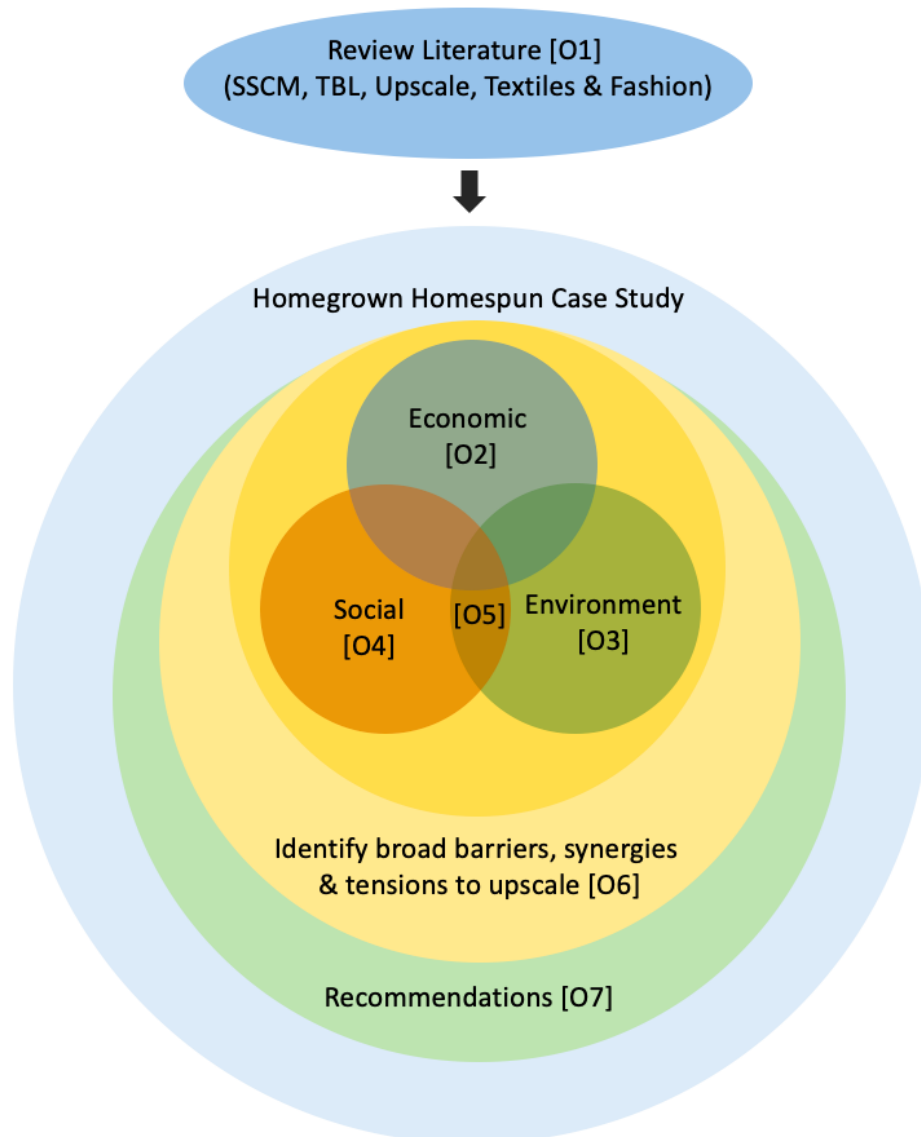 Review Literature [O1]
(SSCM, TBL, Upscale, Textiles & Fashion)
Homegrown Homespun Case Study
Economic
[O2]
Social
[O4]
[O5]
Environment
[O3]
Identify broad barriers, synergies
& tensions to upscale [O6]
Recommendations [O7]